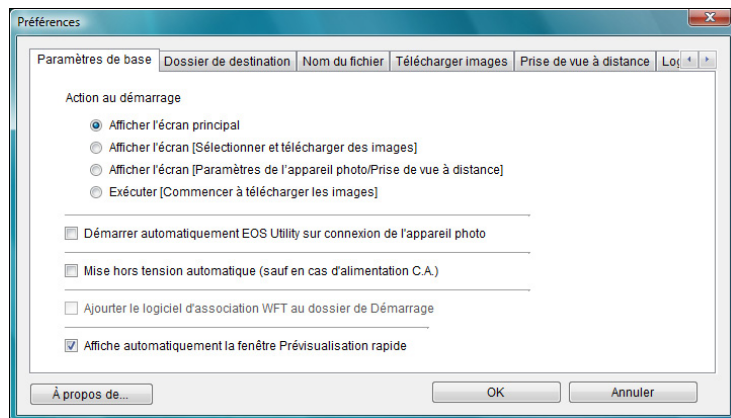 Préférences
Paramètres de base Dossier de destination Nom du fichier Télécharger images Prise de vue à distance
Action au démarrage
Afficher l'écran principal
Afficher l'écran [Sélectionner et télécharger des images]
Afficher l'écran [Paramètres de l'appareil photo/Prise de vue à distance]
Exécuter [Commencer à télécharger les images]
Démarrer automatiquement EOS Utility sur connexion de l'appareil photo
Mise hors tension automatique (sauf en cas d'alimentation C.A.)
Ajourter le logiciel d'association WFT au dossier de Démarrage
Affiche automatiquement la fenêtre Prévisualisation rapide
À propos de... OK Annuler